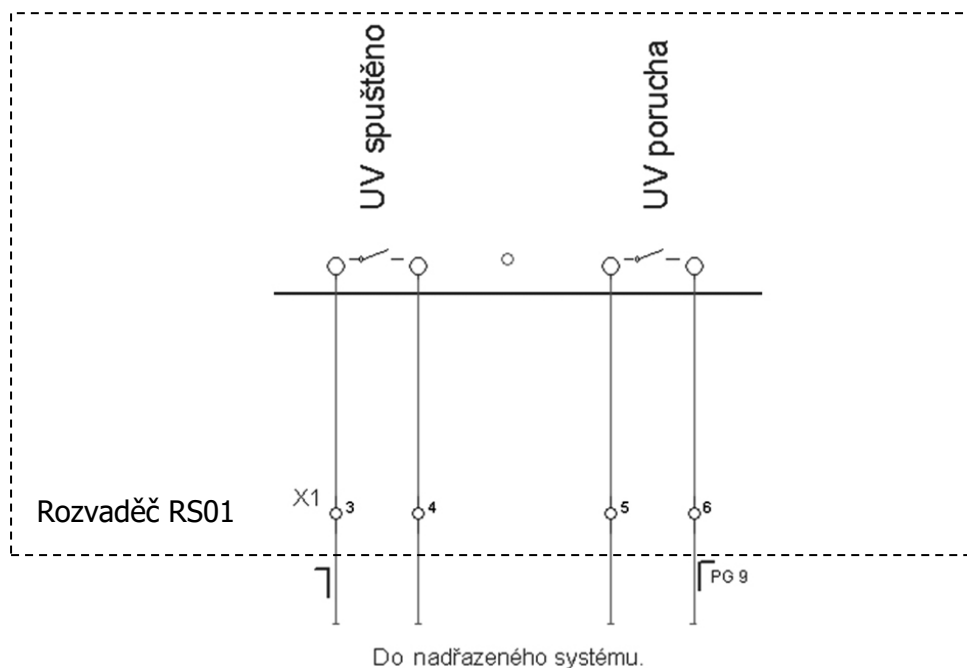 UV spuštěno
UV porucha
Rozvaděč RS01
X1
3
4
5
6
PG 9
Do nadřazeného systému.